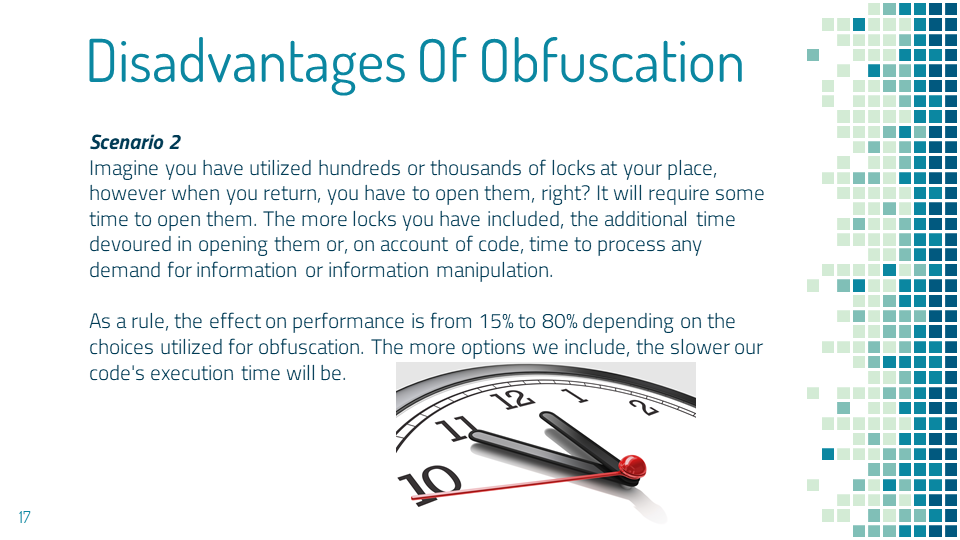 Disadvantages Of Obfuscation
Scenario 2
Imagine you have utilized hundreds or thousands of locks at your place,
however when you return, you have to open them, right? It will require some
time to open them. The more locks you have included, the additional time
devoured in opening them or, on account of code, time to process any
demand for information or information manipulation.
As a rule, the effect on performance is from 15% to 80% depending on the
choices utilized for obfuscation. The more options we include, the slower our
code's execution time will be.
10
11
12
1
2
17